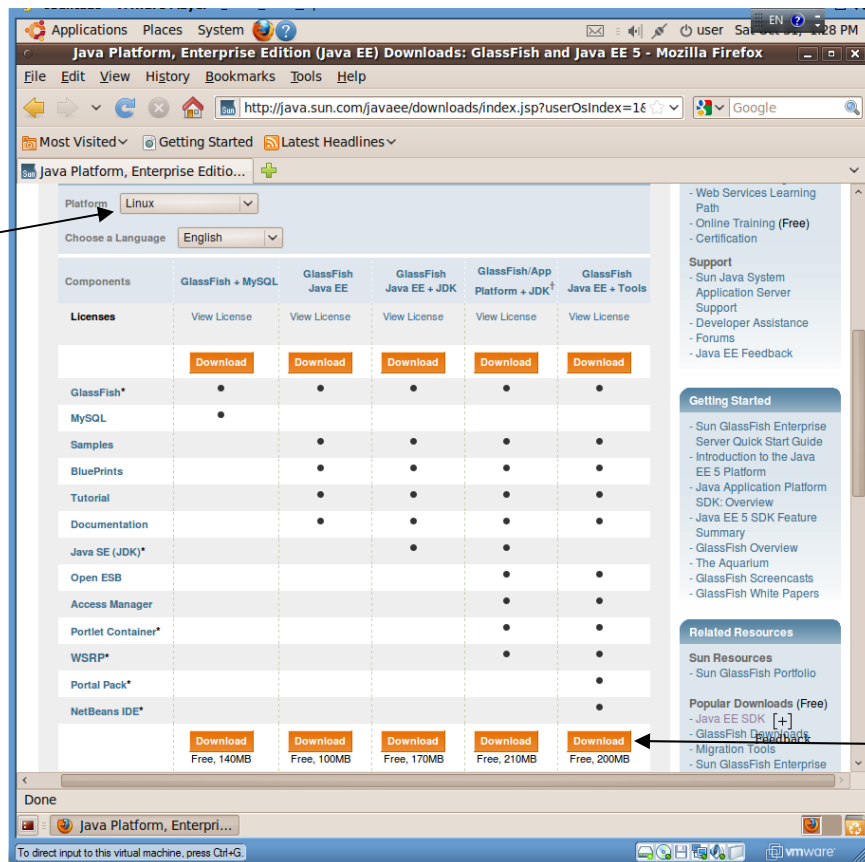 Applications Places System
user
EN
1:28 PM
Java Platform, Enterprise Edition (Java EE) Downloads: GlassFish and Java EE 5 - Mozilla Firefox
File Edit View History Bookmarks Tools Help
http://java.sun.com/javaee/downloads/index.jsp?userOsIndex=1&
Google
Most Visited Getting Started Latest Headlines
Sun
Java Platform, Enterprise Editio...
Platform Linux
Choose a Language English
Components GlassFish + MySQL GlassFish Java EE GlassFish Java EE + JDK GlassFish/App Platform + JDK† GlassFish Java EE + Tools
Licenses View License View License View License View License View License
Download Download Download Download Download
GlassFish*
MySQL
Samples
BluePrints
Tutorial
Documentation
Java SE (JDK)*
Open ESB
Access Manager
Portlet Container*
WSRP*
Portal Pack*
NetBeans IDE*
Download Download Download Download Download
Free, 140MB Free, 100MB Free, 170MB Free, 210MB Free, 200MB
- Web Services Learning
Path
- Online Training (Free)
- Certification
Support
- Sun Java System
Application Server
Support
- Developer Assistance
- Forums
- Java EE Feedback
Getting Started
- Sun GlassFish Enterprise
Server Quick Start Guide
- Introduction to the Java
EE 5 Platform
- Java Application Platform
SDK: Overview
- Java EE 5 SDK Feature
Summary
- GlassFish Overview
- The Aquarium
- GlassFish Screencasts
- GlassFish White Papers
Related Resources
Sun Resources
- Sun GlassFish Portfolio
Popular Downloads (Free)
- Java EE SDK [+]
- GlassFish Downloads
Feedback
- Migration Tools
- Sun GlassFish Enterprise
Done
Java Platform, Enterpri...
To direct input to this virtual machine, press Ctrl+G.
vmware